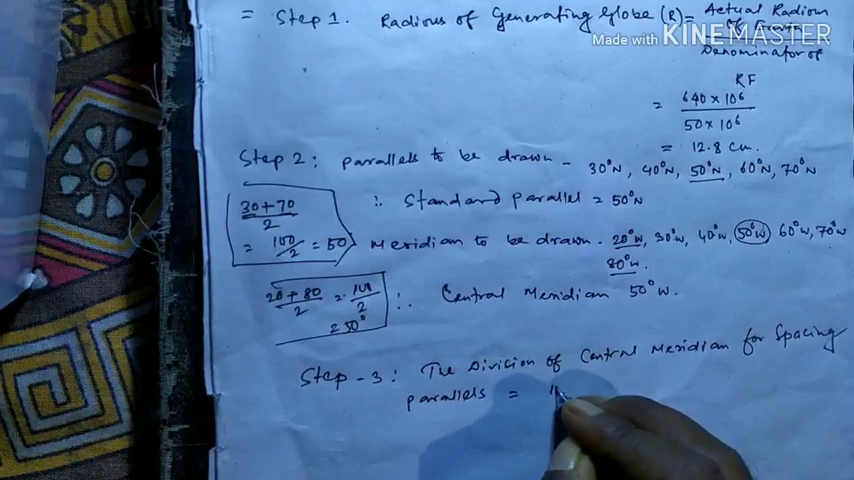 = Step 1. Radious of Generating Globe (R) = Actual Radious
Made with KINEMASTER
Denominator of
RF
= 640 × 10⁶
50 × 10⁶
= 12.8 cm.
Step 2: parallels to be drawn - 30°N, 40°N, 50°N, 60°N, 70°N
30+70
2
∴ Standard parallel = 50°N
= 100/2 = 50
Meridian to be drawn. 20°W, 30°W, 40°W, 50°W 60°W, 70°W
80°W.
20 + 80
2
= 100
2
= 50°
∴ Central Meridian 50°W.
Step - 3: The Division of Central Meridian for Spacing
parallels =